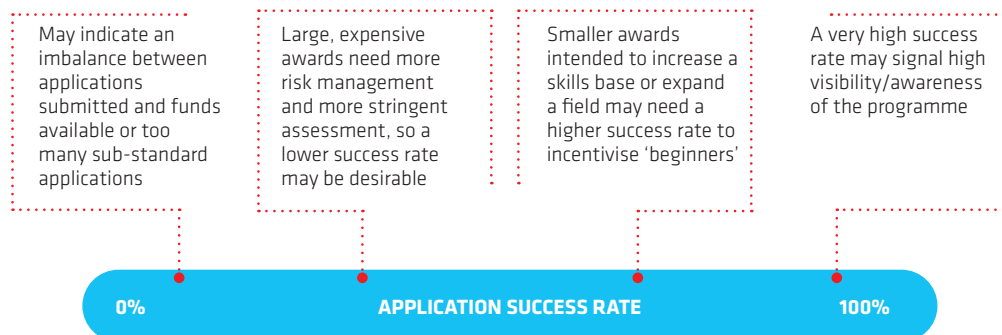 May indicate an
imbalance between
applications
submitted and funds
available or too
many sub-standard
applications
Large, expensive
awards need more
risk management
and more stringent
assessment, so a
lower success rate
may be desirable
Smaller awards
intended to increase a
skills base or expand
a field may need a
higher success rate to
incentivise ‘beginners’
A very high success
rate may signal high
visibility/awareness
of the programme
0%
APPLICATION SUCCESS RATE
100%